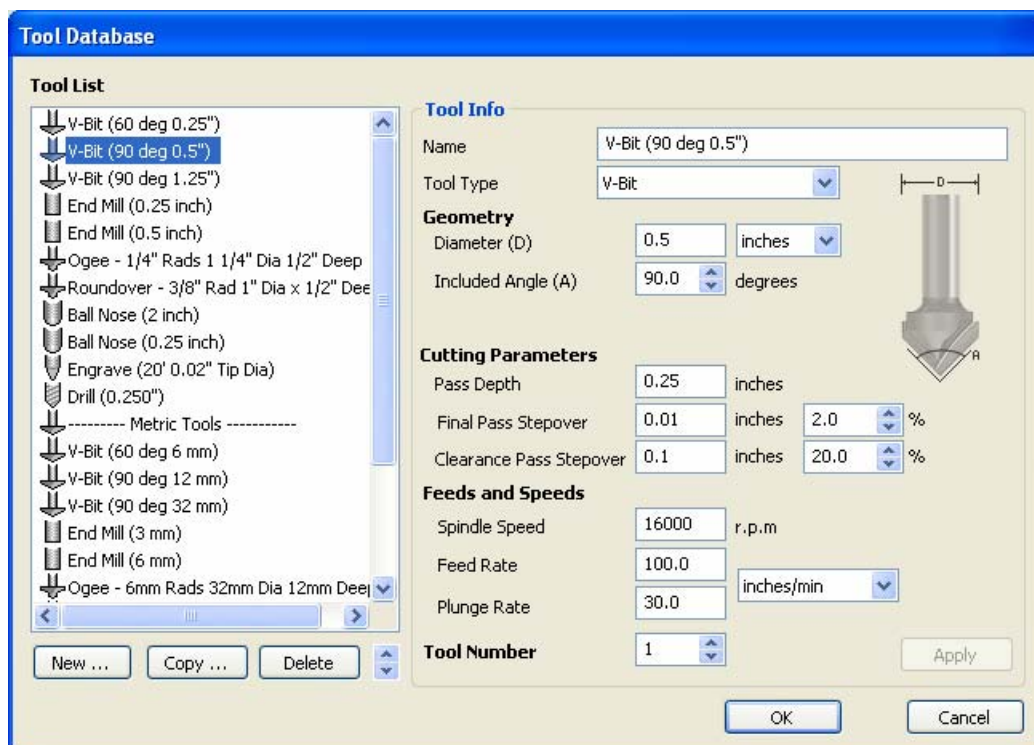 Tool Database
Tool List
V-Bit (60 deg 0.25")
V-Bit (90 deg 0.5")
V-Bit (90 deg 1.25")
End Mill (0.25 inch)
End Mill (0.5 inch)
Ogee - 1/4" Rads 1 1/4" Dia 1/2" Deep
Roundover - 3/8" Rad 1" Dia x 1/2" Dee
Ball Nose (2 inch)
Ball Nose (0.25 inch)
Engrave (20' 0.02" Tip Dia)
Drill (0.250")
--------- Metric Tools -----------
V-Bit (60 deg 6 mm)
V-Bit (90 deg 12 mm)
V-Bit (90 deg 32 mm)
End Mill (3 mm)
End Mill (6 mm)
Ogee - 6mm Rads 32mm Dia 12mm Deep
New ...
Copy ...
Delete
Tool Info
Name V-Bit (90 deg 0.5")
Tool Type V-Bit
D
Geometry
Diameter (D) 0.5 inches
Included Angle (A) 90.0 degrees
A
Cutting Parameters
Pass Depth 0.25 inches
Final Pass Stepover 0.01 inches 2.0 %
Clearance Pass Stepover 0.1 inches 20.0 %
Feeds and Speeds
Spindle Speed 16000 r.p.m
Feed Rate 100.0
inches/min
Plunge Rate 30.0
Tool Number 1
Apply
OK
Cancel